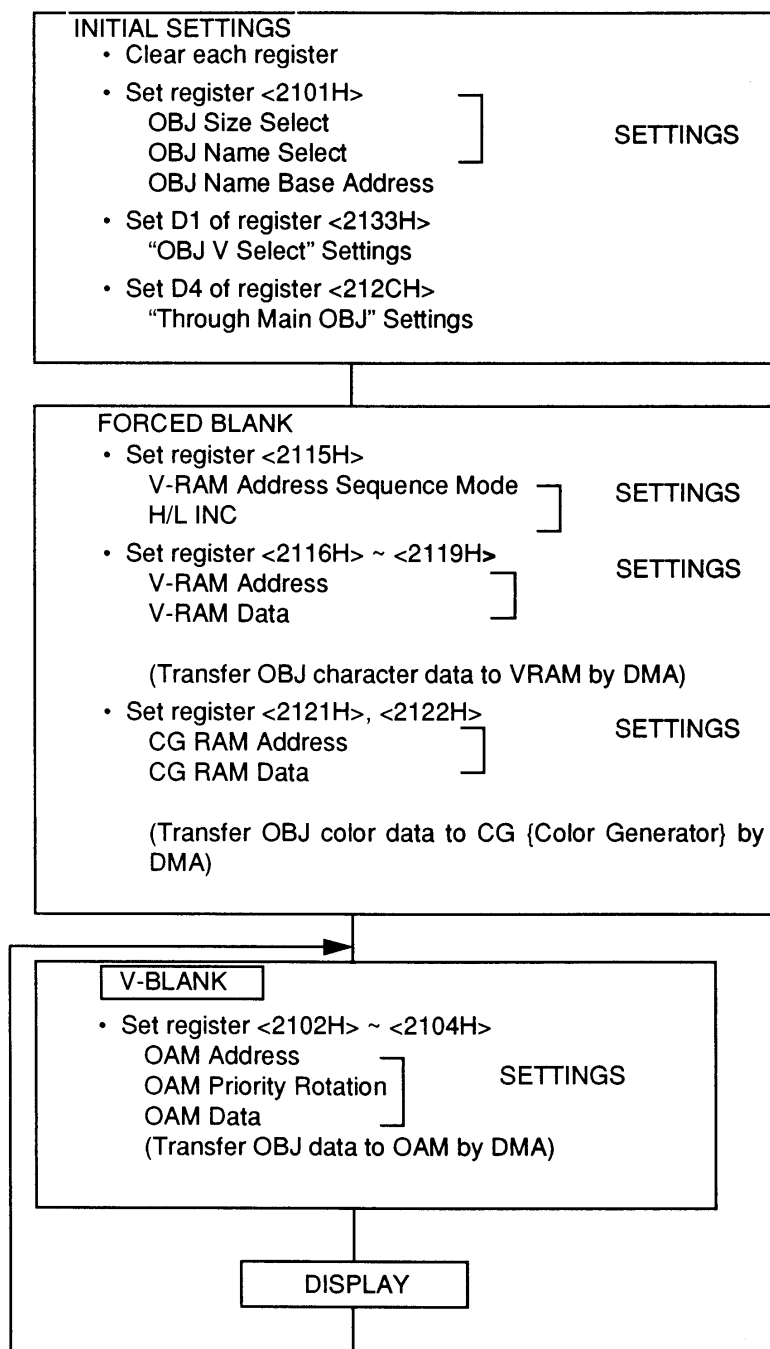 INITIAL SETTINGS
• Clear each register
• Set register <2101H>
OBJ Size Select
OBJ Name Select
SETTINGS
OBJ Name Base Address
• Set D1 of register <2133H>
“OBJ V Select” Settings
• Set D4 of register <212CH>
“Through Main OBJ” Settings
FORCED BLANK
• Set register <2115H>
V-RAM Address Sequence Mode
H/L INC
SETTINGS
• Set register <2116H> ~ <2119H>
V-RAM Address
V-RAM Data
SETTINGS
(Transfer OBJ character data to VRAM by DMA)
• Set register <2121H>, <2122H>
CG RAM Address
CG RAM Data
SETTINGS
(Transfer OBJ color data to CG {Color Generator} by
DMA)
V-BLANK
• Set register <2102H> ~ <2104H>
OAM Address
OAM Priority Rotation
OAM Data
SETTINGS
(Transfer OBJ data to OAM by DMA)
DISPLAY